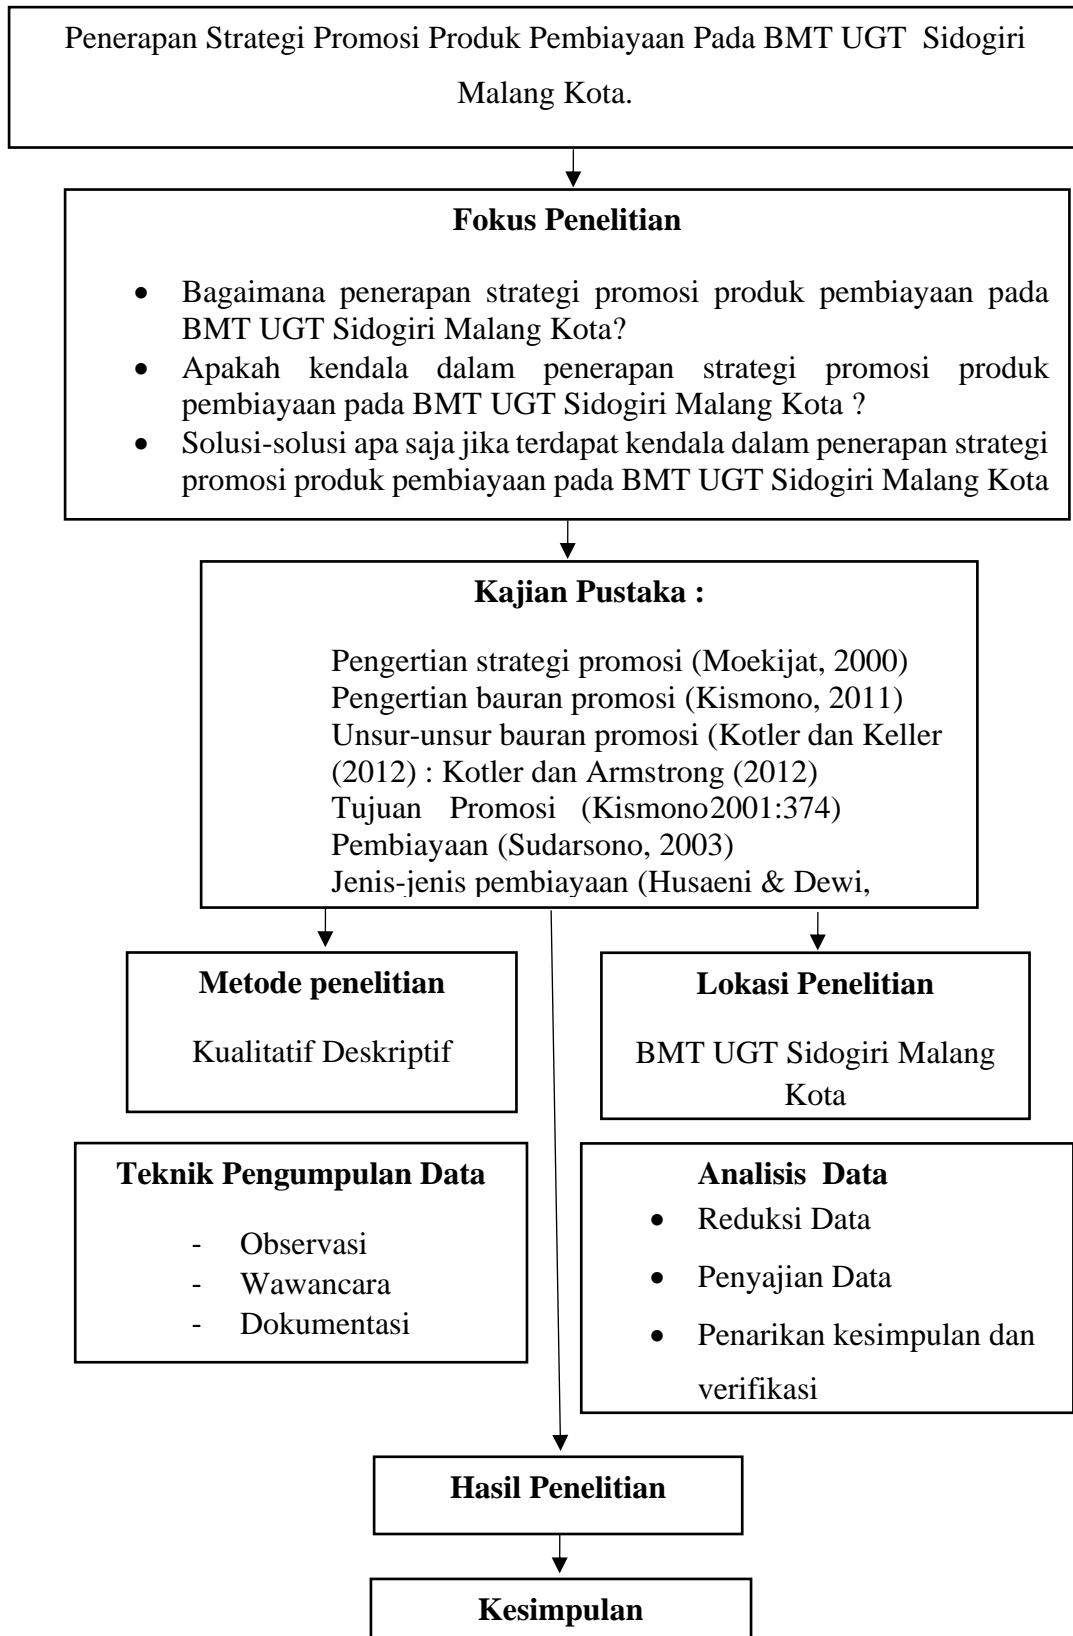 Penerapan Strategi Promosi Produk Pembiayaan Pada BMT UGT Sidogiri
Malang Kota.
Fokus Penelitian
• Bagaimana penerapan strategi promosi produk pembiayaan pada
BMT UGT Sidogiri Malang Kota?
• Apakah kendala dalam penerapan strategi promosi produk
pembiayaan pada BMT UGT Sidogiri Malang Kota ?
• Solusi-solusi apa saja jika terdapat kendala dalam penerapan strategi
promosi produk pembiayaan pada BMT UGT Sidogiri Malang Kota
Kajian Pustaka :
Pengertian strategi promosi (Moekijat, 2000)
Pengertian bauran promosi (Kismono, 2011)
Unsur-unsur bauran promosi (Kotler dan Keller
(2012) : Kotler dan Armstrong (2012)
Tujuan Promosi (Kismono2001:374)
Pembiayaan (Sudarsono, 2003)
Jenis-jenis pembiayaan (Husaeni & Dewi,
Metode penelitian
Kualitatif Deskriptif
Lokasi Penelitian
BMT UGT Sidogiri Malang
Kota
Teknik Pengumpulan Data
- Observasi
- Wawancara
- Dokumentasi
Analisis Data
• Reduksi Data
• Penyajian Data
• Penarikan kesimpulan dan
verifikasi
Hasil Penelitian
Kesimpulan